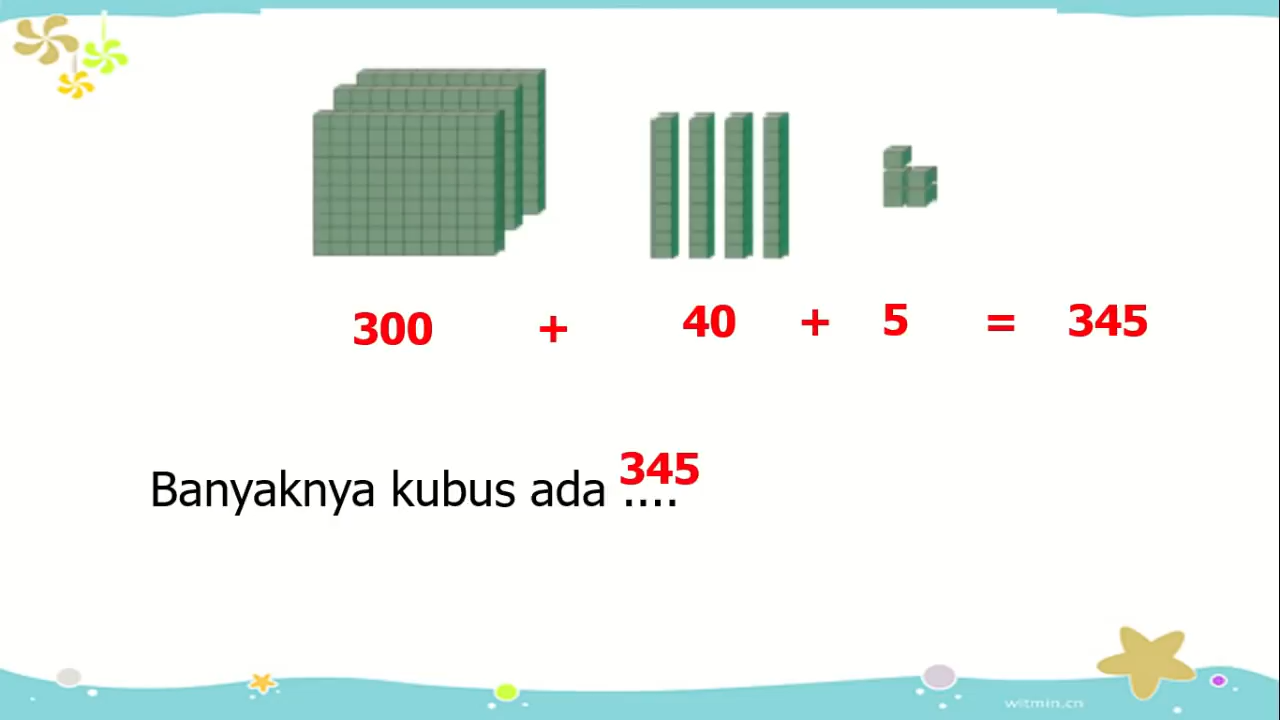 300 + 40 + 5 = 345
345
Banyaknya kubus ada ....
witmin.cn